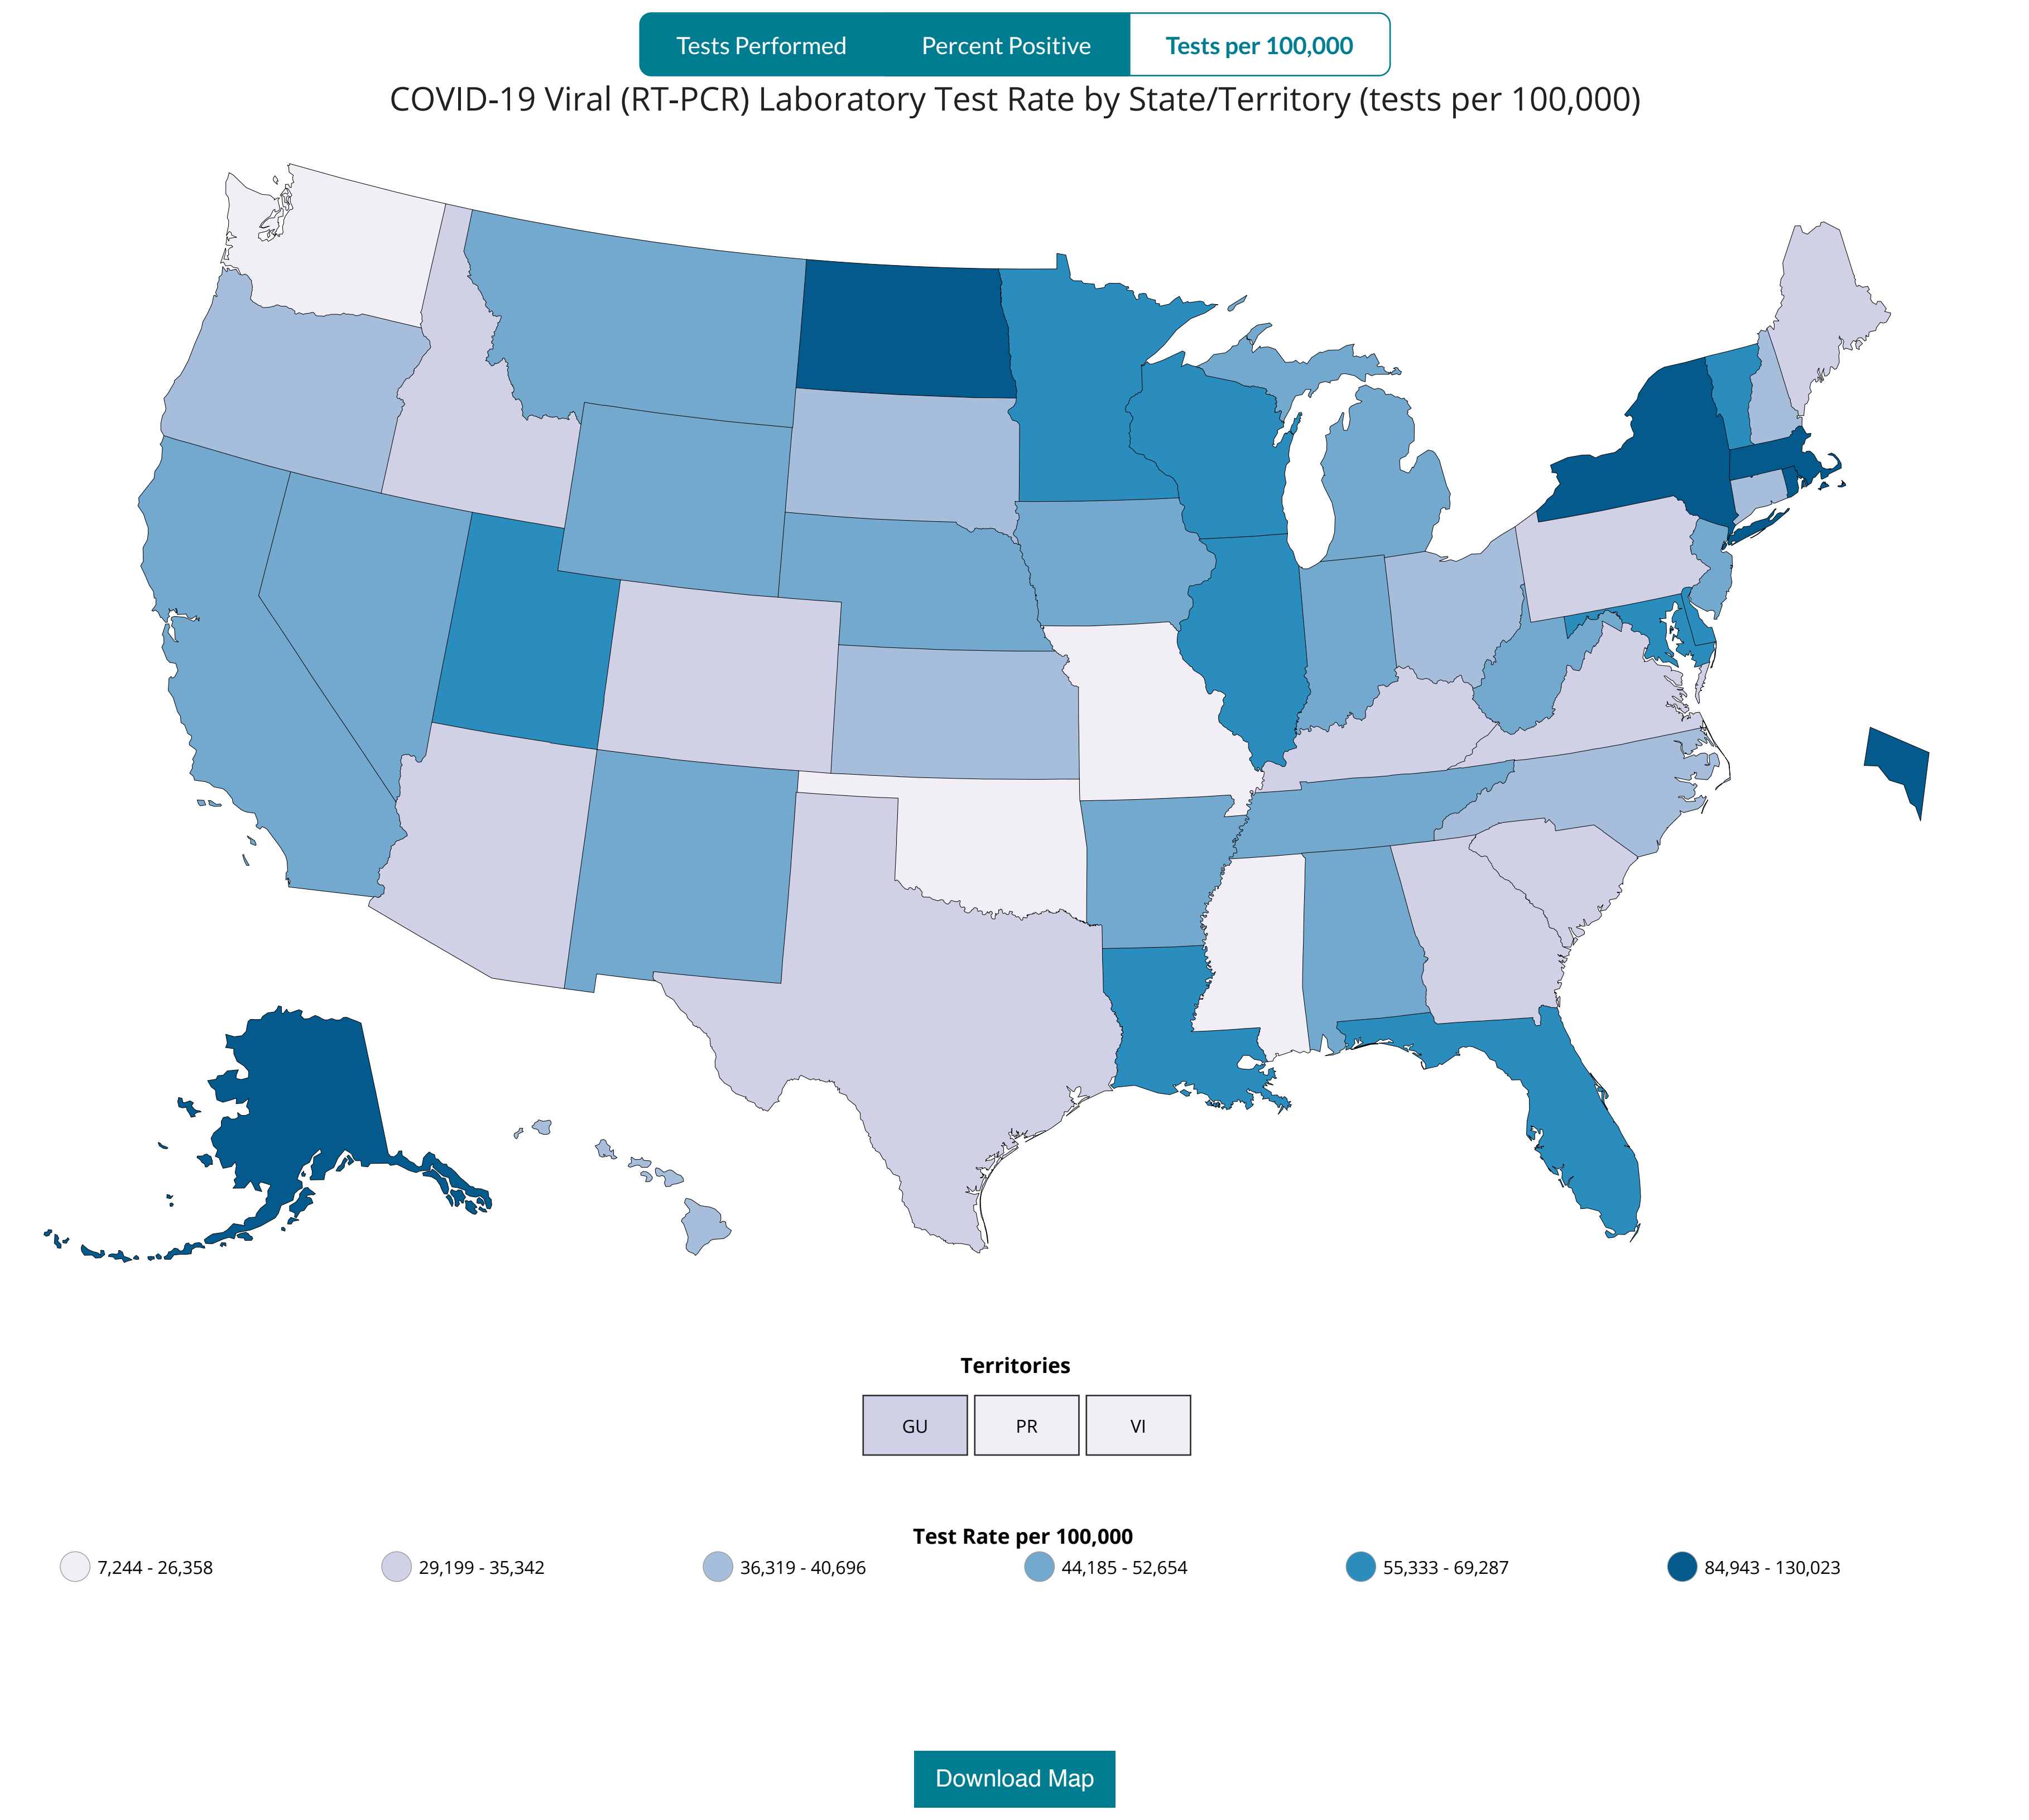 Tests Performed Percent Positive Tests per 100,000
COVID-19 Viral (RT-PCR) Laboratory Test Rate by State/Territory (tests per 100,000)
Territories
GU PR VI
Test Rate per 100,000
7,244 - 26,358 29,199 - 35,342 36,319 - 40,696 44,185 - 52,654 55,333 - 69,287 84,943 - 130,023
Download Map